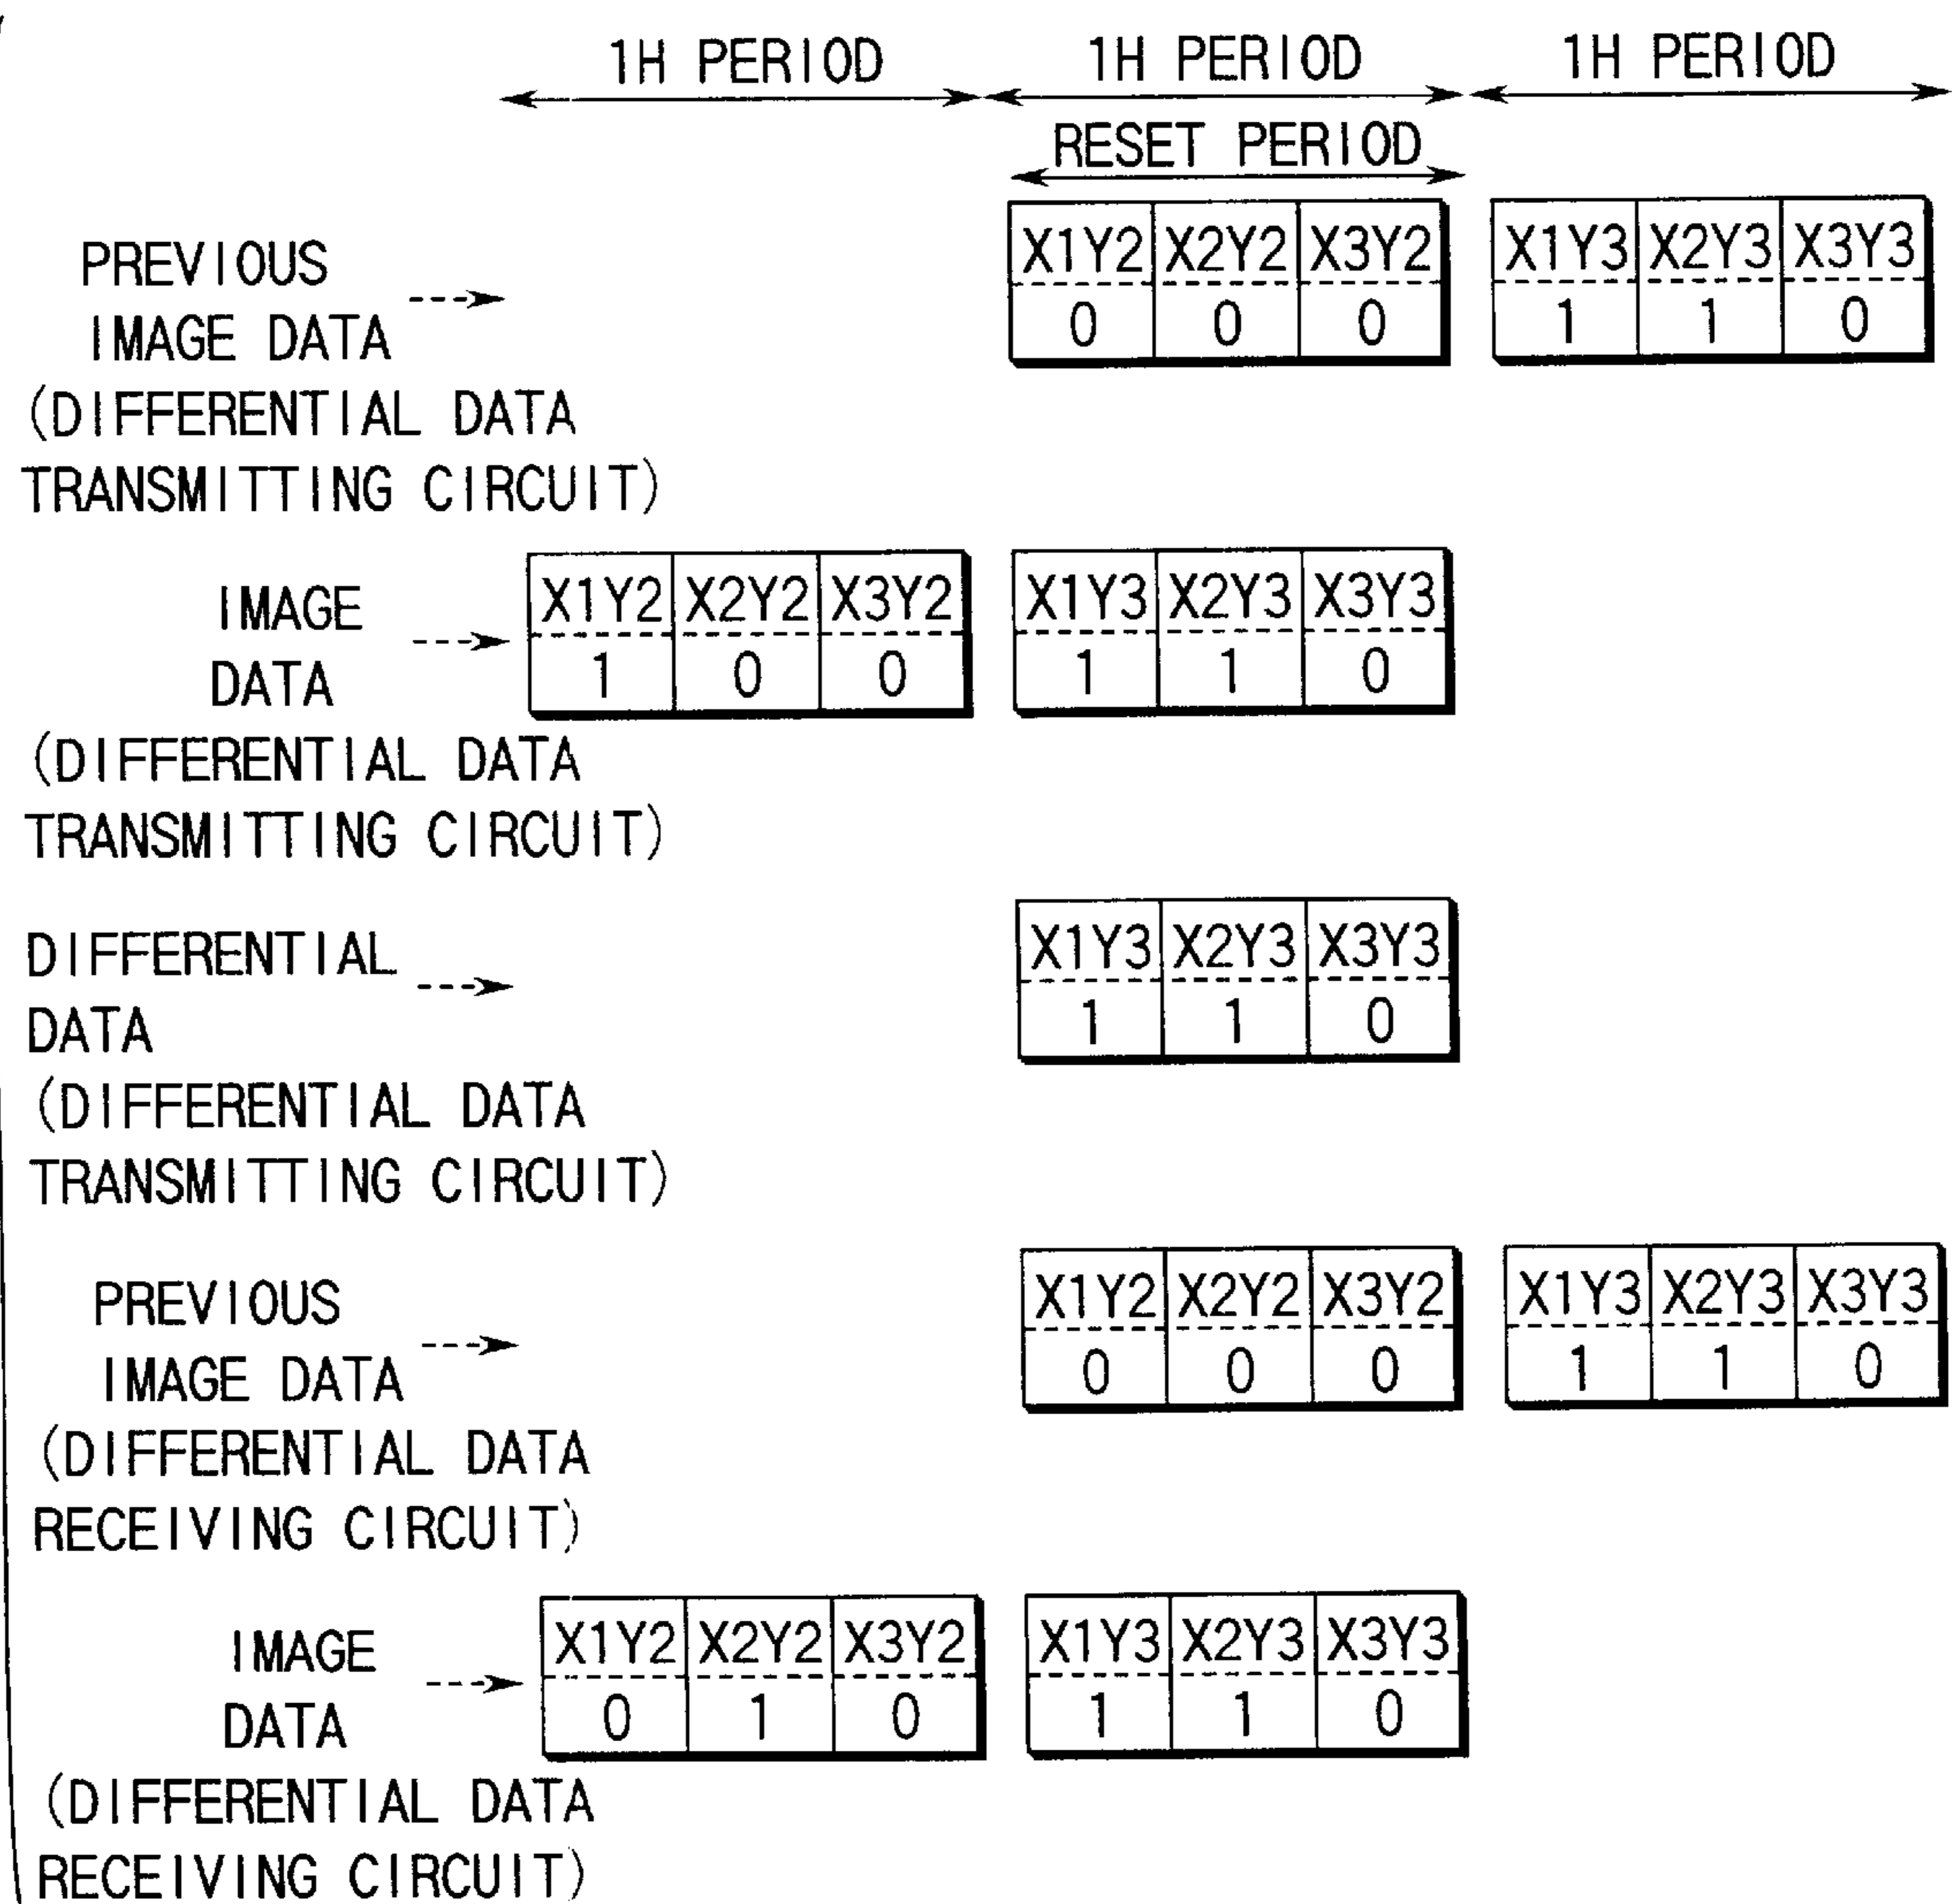 1H PERIOD 1H PERIOD 1H PERIOD
RESET PERIOD
PREVIOUS
IMAGE DATA
(DIFFERENTIAL DATA
TRANSMITTING CIRCUIT)
X1Y2 X2Y2 X3Y2 X1Y3 X2Y3 X3Y3
0 0 0 1 1 0
IMAGE
DATA
(DIFFERENTIAL DATA
TRANSMITTING CIRCUIT)
X1Y2 X2Y2 X3Y2 X1Y3 X2Y3 X3Y3
1 0 0 1 1 0
DIFFERENTIAL
DATA
(DIFFERENTIAL DATA
TRANSMITTING CIRCUIT)
X1Y3 X2Y3 X3Y3
1 1 0
PREVIOUS
IMAGE DATA
(DIFFERENTIAL DATA
RECEIVING CIRCUIT)
X1Y2 X2Y2 X3Y2 X1Y3 X2Y3 X3Y3
0 0 0 1 1 0
IMAGE
DATA
(DIFFERENTIAL DATA
RECEIVING CIRCUIT)
X1Y2 X2Y2 X3Y2 X1Y3 X2Y3 X3Y3
0 1 0 1 1 0